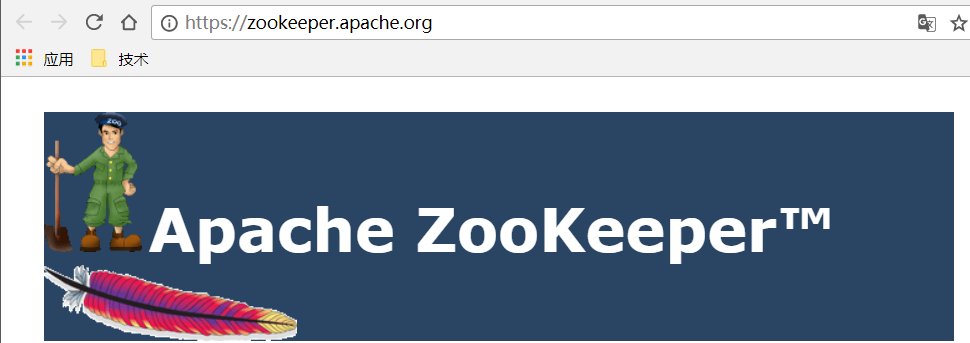 https://zookeeper.apache.org
应用 技术
ZOO
Apache ZooKeeper™